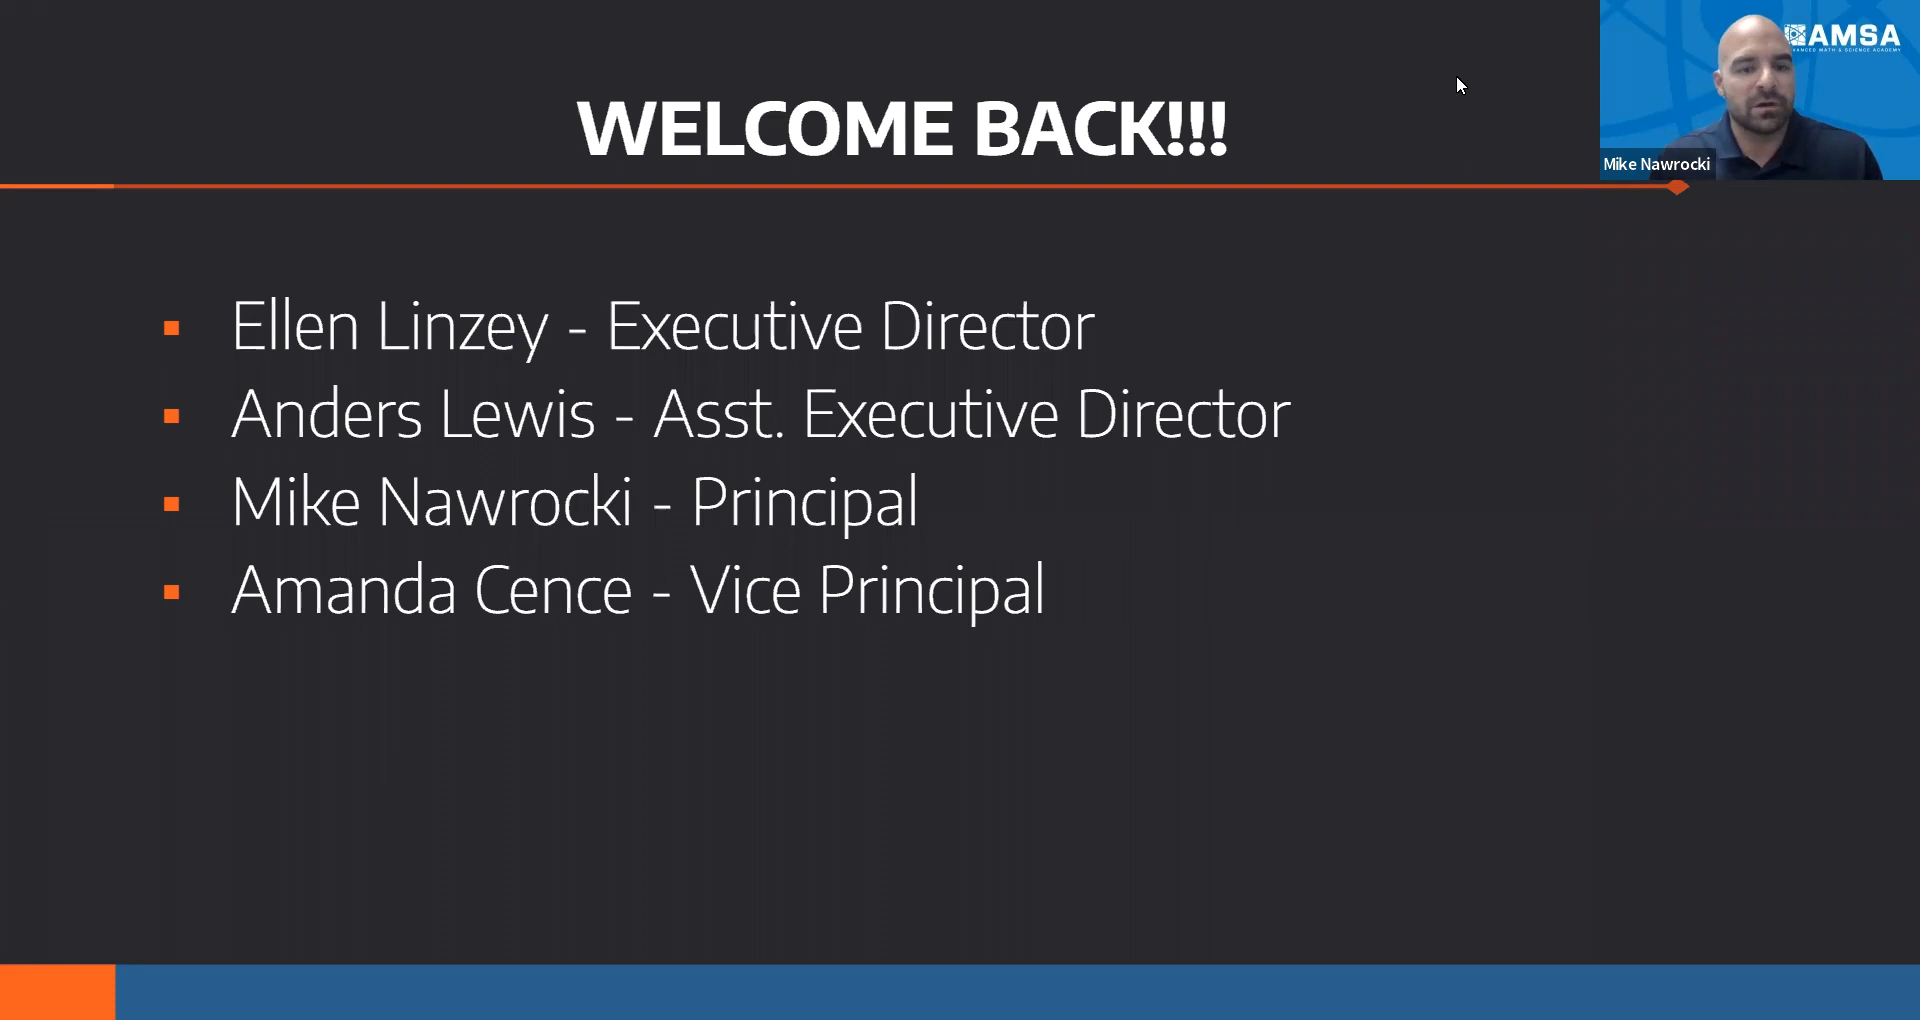 WELCOME BACK!!!
AMSA
ADVANCED MATH & SCIENCE ACADEMY
Mike Nawrocki
Ellen Linzey - Executive Director
Anders Lewis - Asst. Executive Director
Mike Nawrocki - Principal
Amanda Cence - Vice Principal